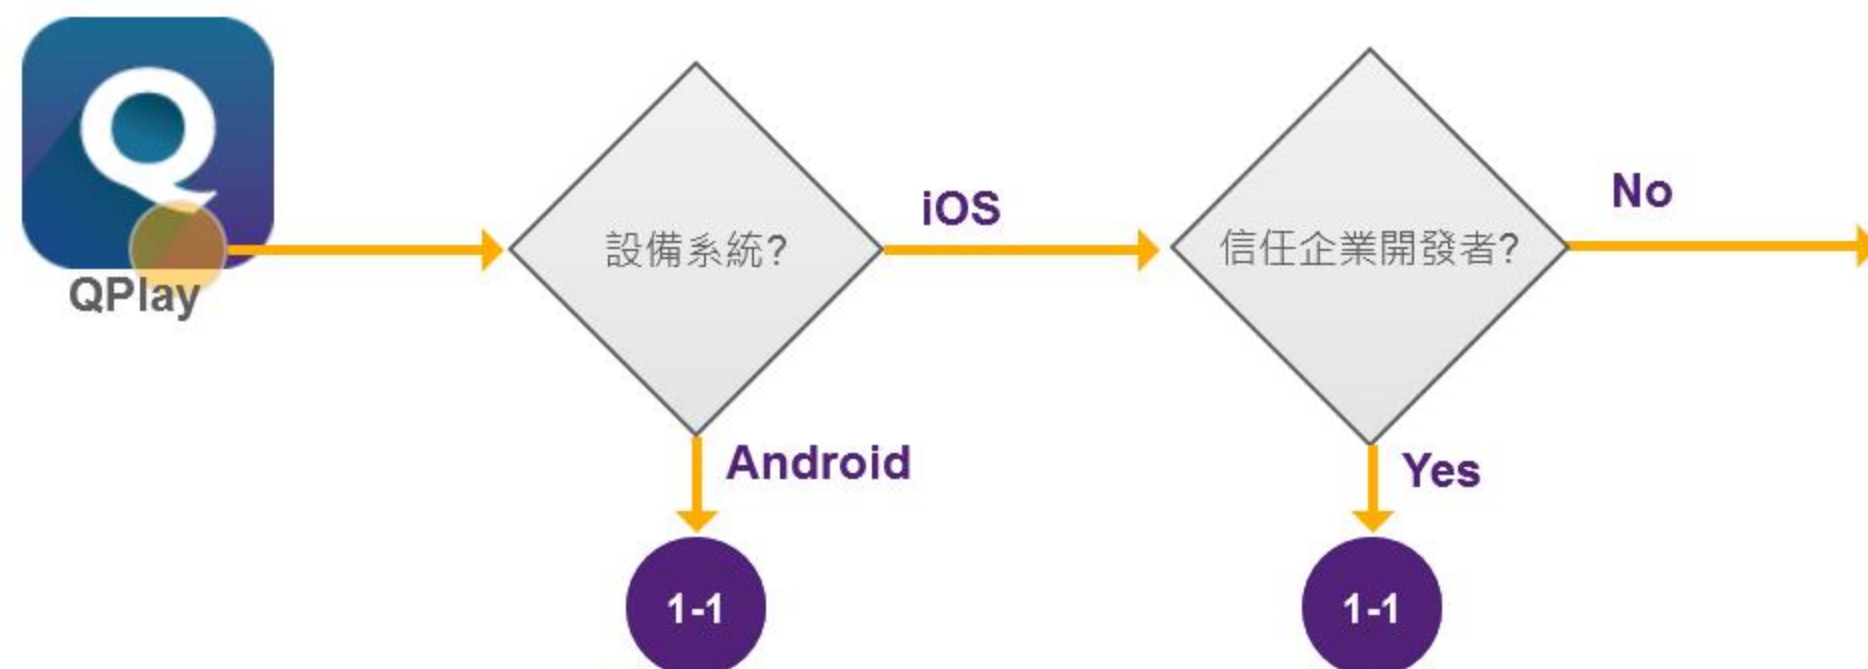 Q
QPlay
設備系統?
iOS
信任企業開發者?
No
Android
Yes
1-1
1-1